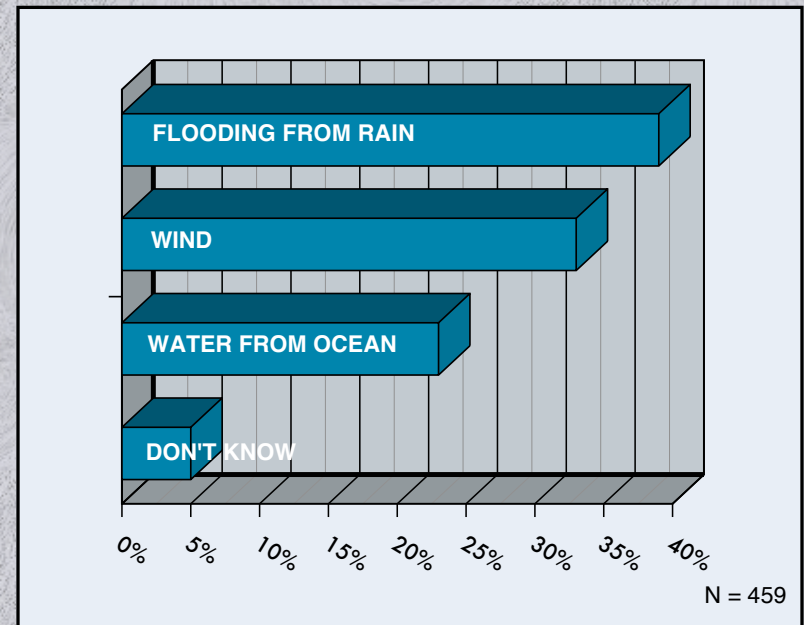 FLOODING FROM RAIN
WIND
WATER FROM OCEAN
DON'T KNOW
0% 5% 10% 15% 20% 25% 30% 35% 40%
N = 459